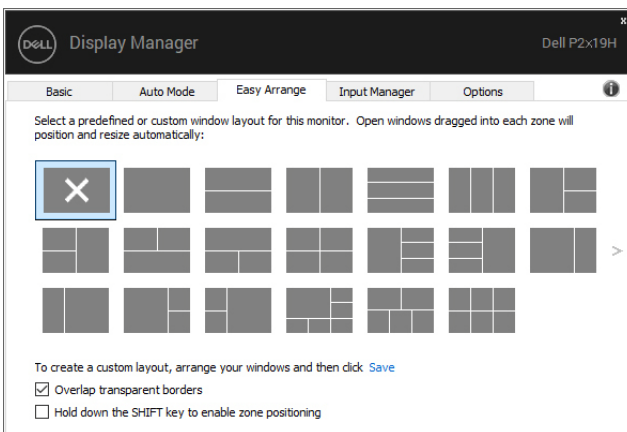 x
DELL Display Manager Dell P2x19H
Basic Auto Mode Easy Arrange Input Manager Options i
Select a predefined or custom window layout for this monitor. Open windows dragged into each zone will
position and resize automatically:
>
To create a custom layout, arrange your windows and then click Save
Overlap transparent borders
Hold down the SHIFT key to enable zone positioning